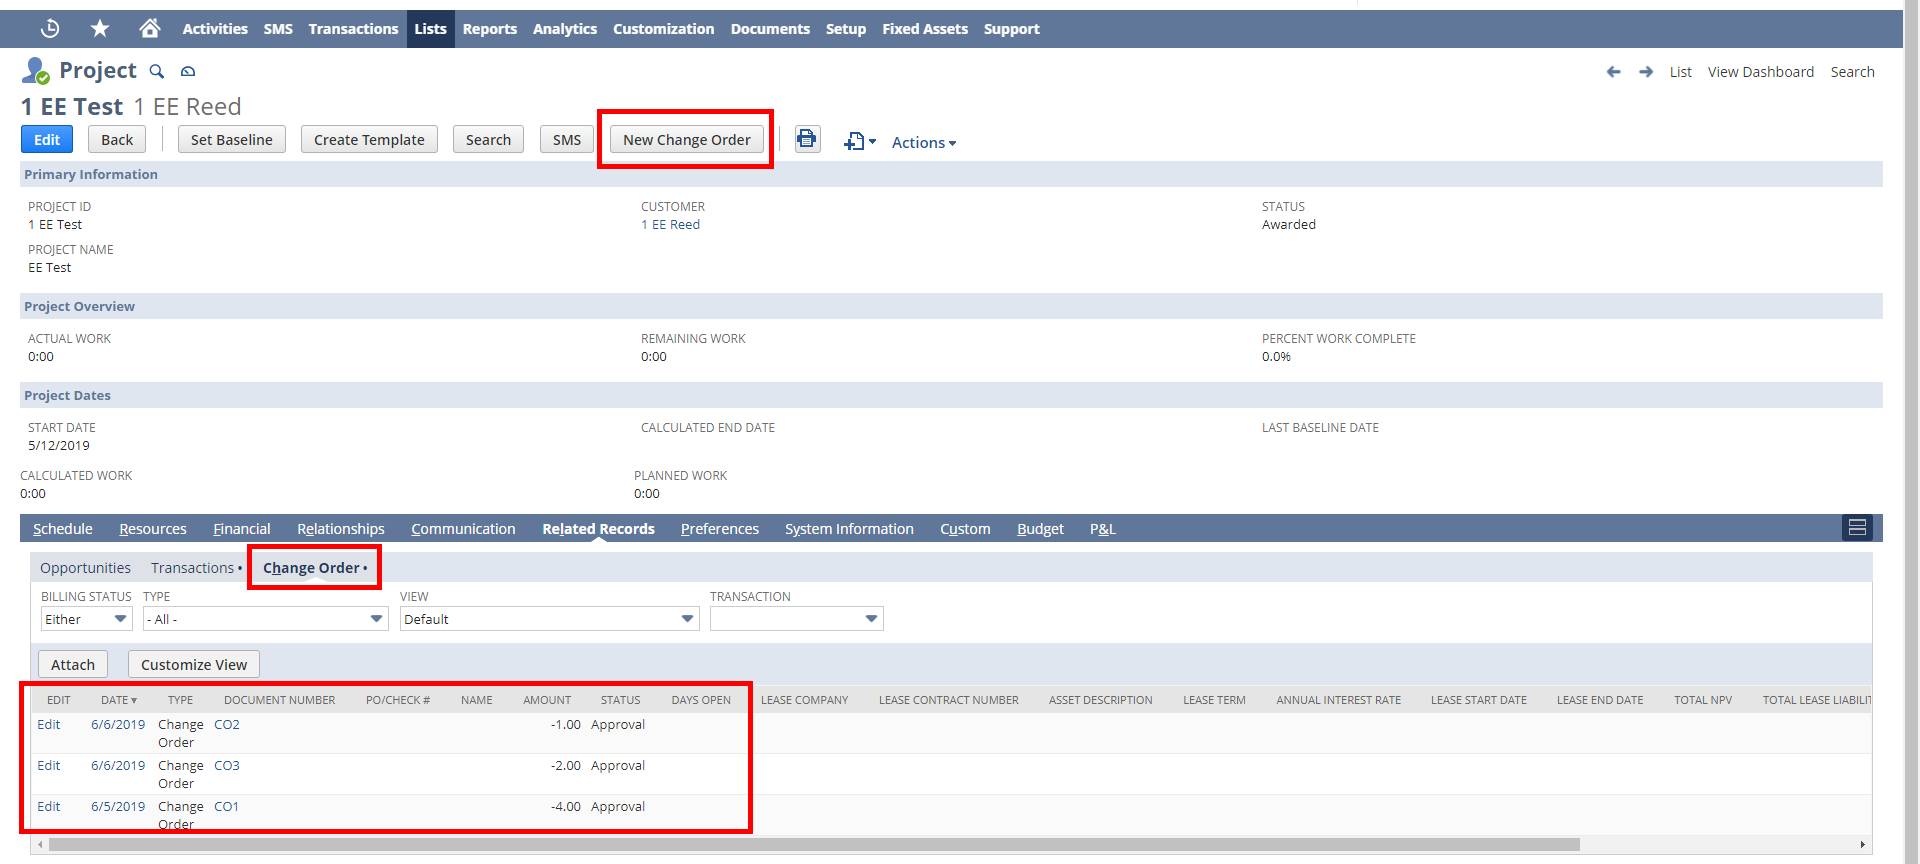 Activities SMS Transactions Lists Reports Analytics Customization Documents Setup Fixed Assets Support
Project
List View Dashboard Search
1 EE Test 1 EE Reed
Edit Back Set Baseline Create Template Search SMS New Change Order Actions
Primary Information
PROJECT ID CUSTOMER STATUS
1 EE Test 1 EE Reed Awarded
PROJECT NAME
EE Test
Project Overview
ACTUAL WORK REMAINING WORK PERCENT WORK COMPLETE
0:00 0:00 0.0%
Project Dates
START DATE CALCULATED END DATE LAST BASELINE DATE
5/12/2019
CALCULATED WORK PLANNED WORK
0:00 0:00
Schedule Resources Financial Relationships Communication Related Records Preferences System Information Custom Budget P&L
Opportunities Transactions • Change Order •
BILLING STATUS TYPE VIEW TRANSACTION
Either - All - Default
Attach Customize View
EDIT DATE TYPE DOCUMENT NUMBER PO/CHECK # NAME AMOUNT STATUS DAYS OPEN LEASE COMPANY LEASE CONTRACT NUMBER ASSET DESCRIPTION LEASE TERM ANNUAL INTEREST RATE LEASE START DATE LEASE END DATE TOTAL NPV TOTAL LEASE LIABILIT
Edit 6/6/2019 Change CO2 -1.00 Approval
Order
Edit 6/6/2019 Change CO3 -2.00 Approval
Order
Edit 6/5/2019 Change CO1 -4.00 Approval
Order